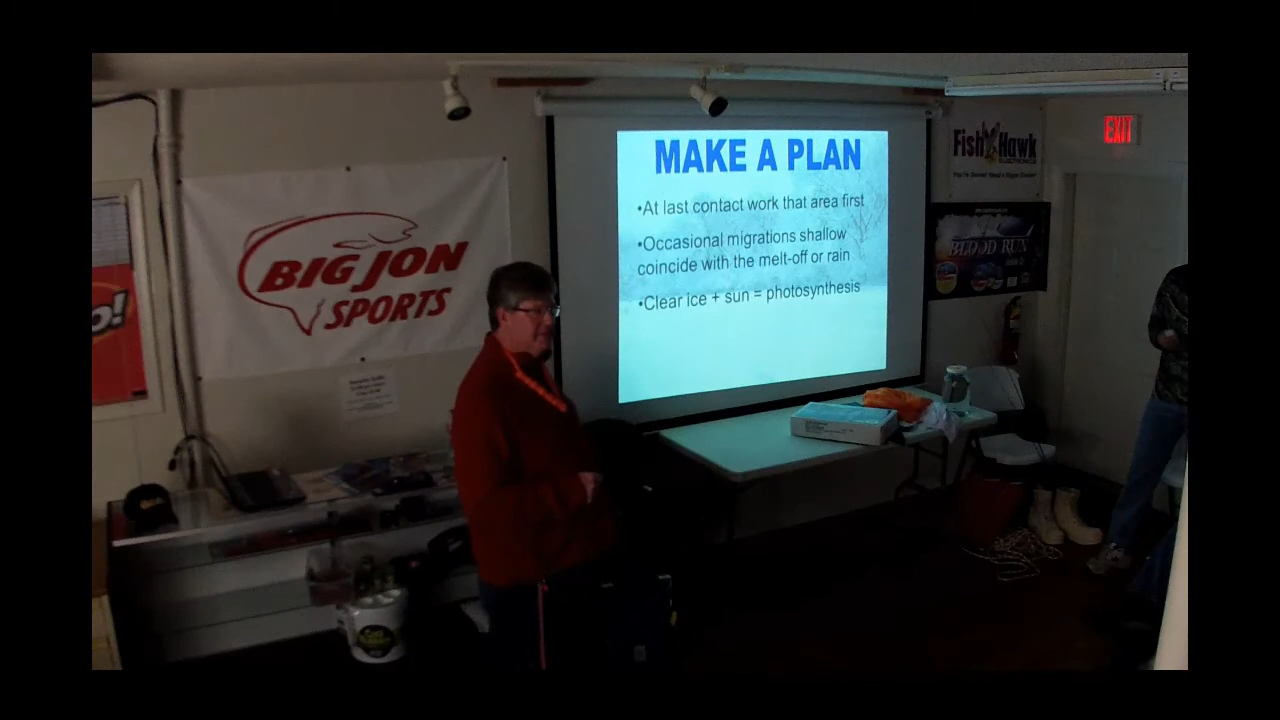 MAKE A PLAN
•At last contact work that area first
•Occasional migrations shallow
coincide with the melt-off or rain
•Clear ice + sun = photosynthesis
BIG JON
SPORTS
Fish Hawk
ELECTRONICS
EXIT
BLOOD RUN
o!